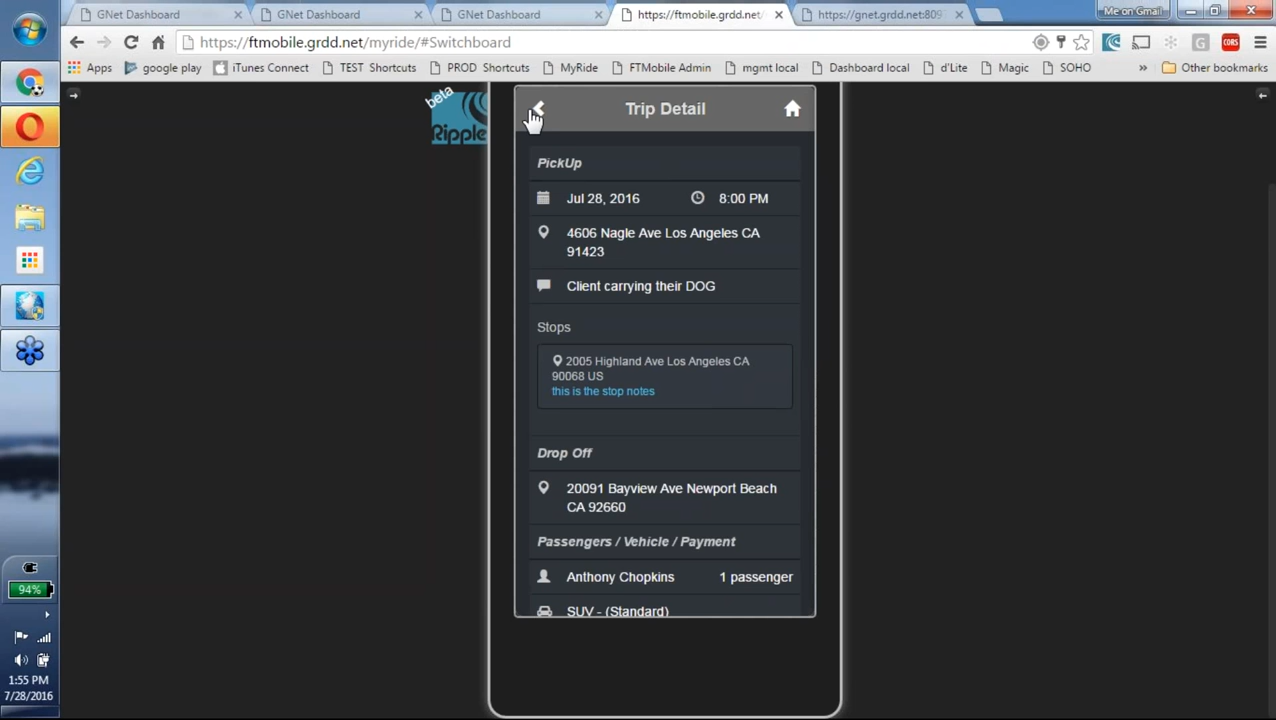 GNet Dashboard
GNet Dashboard
GNet Dashboard
https://ftmobile.grdd.net/
https://gnet.grdd.net:809
Me on Gmail
https://ftmobile.grdd.net/myride/#Switchboard
Apps
google play
iTunes Connect
TEST Shortcuts
PROD Shortcuts
MyRide
FTMobile Admin
mgmt local
Dashboard local
d'Lite
Magic
SOHO
»
Other bookmarks
CORS
beta
Ripple
Trip Detail
PickUp
Jul 28, 2016
8:00 PM
4606 Nagle Ave Los Angeles CA
91423
Client carrying their DOG
Stops
2005 Highland Ave Los Angeles CA
90068 US
this is the stop notes
Drop Off
20091 Bayview Ave Newport Beach
CA 92660
Passengers / Vehicle / Payment
Anthony Chopkins
1 passenger
SUV - (Standard)
94%
1:55 PM
7/28/2016